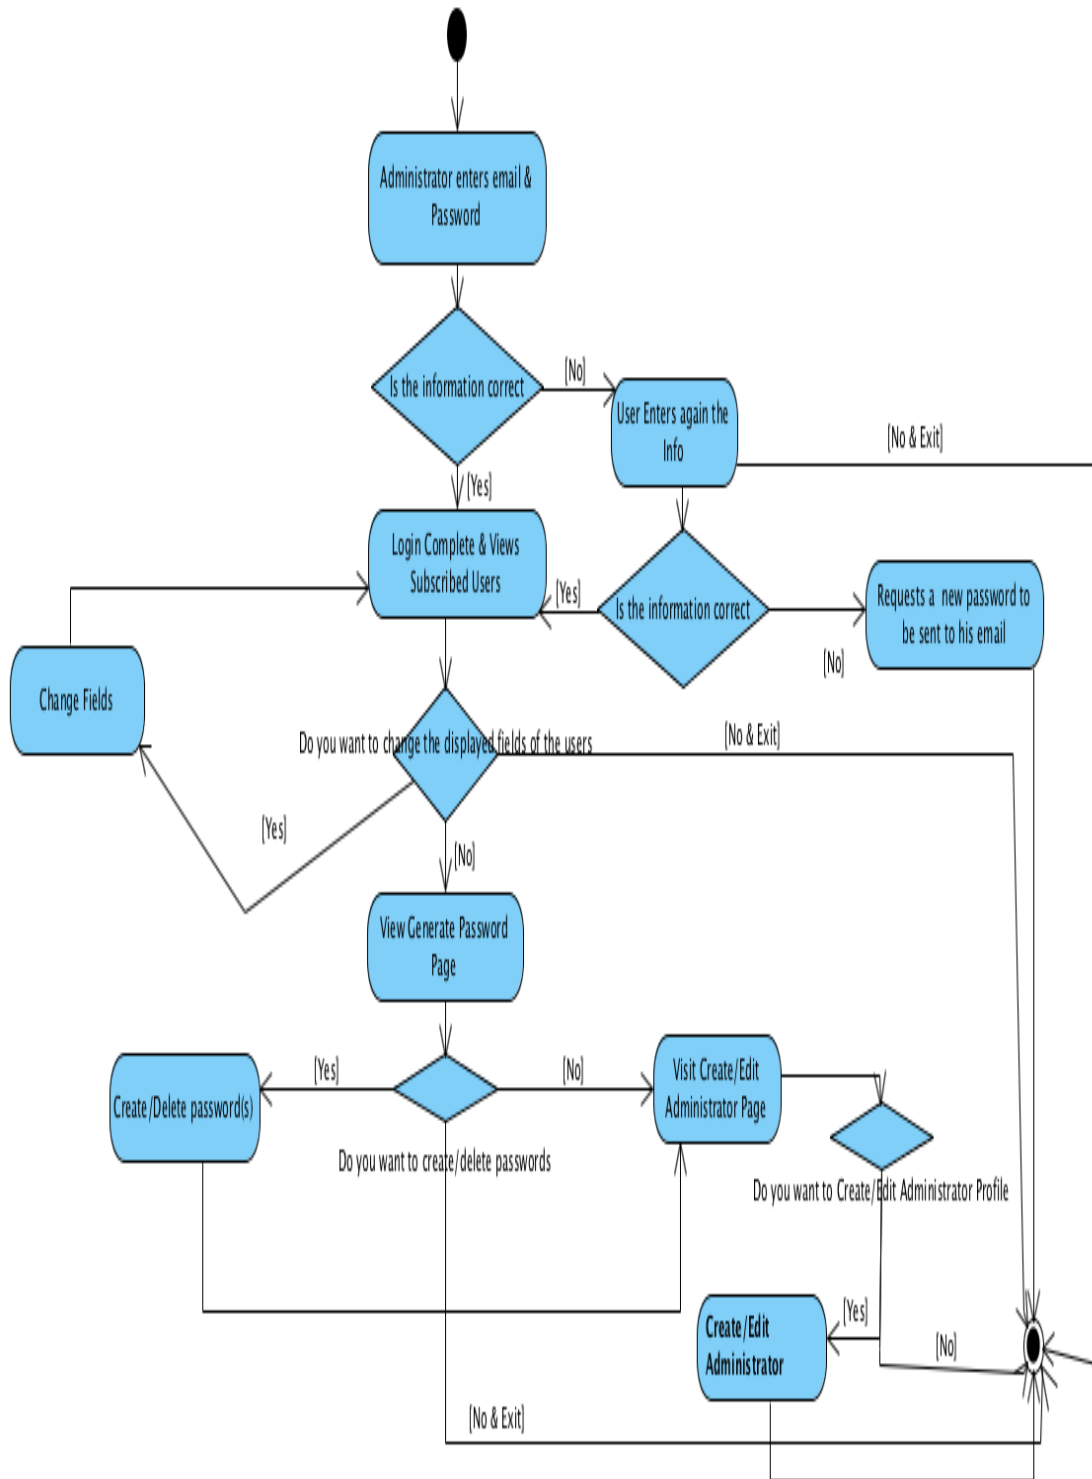 Administrator enters email &
Password
Is the information correct
[No]
User Enters again the
Info
[No & Exit]
[Yes]
Login Complete & Views
Subscribed Users
[Yes]
Is the information correct
Requests a new password to
be sent to his email
[No]
Change Fields
Do you want to change the displayed fields of the users
[No & Exit]
[Yes]
[No]
View Generate Password
Page
Create/Delete password(s)
[Yes]
[No]
Visit Create/Edit
Administrator Page
Do you want to create/delete passwords
Do you want to Create/Edit Administrator Profile
Create/Edit
Administrator
[Yes]
[No]
[No & Exit]